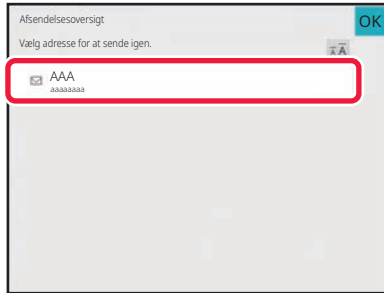 Afsendelsesoversigt
OK
Vælg adresse for at sende igen.
A A
AAA
aaaaaaaa